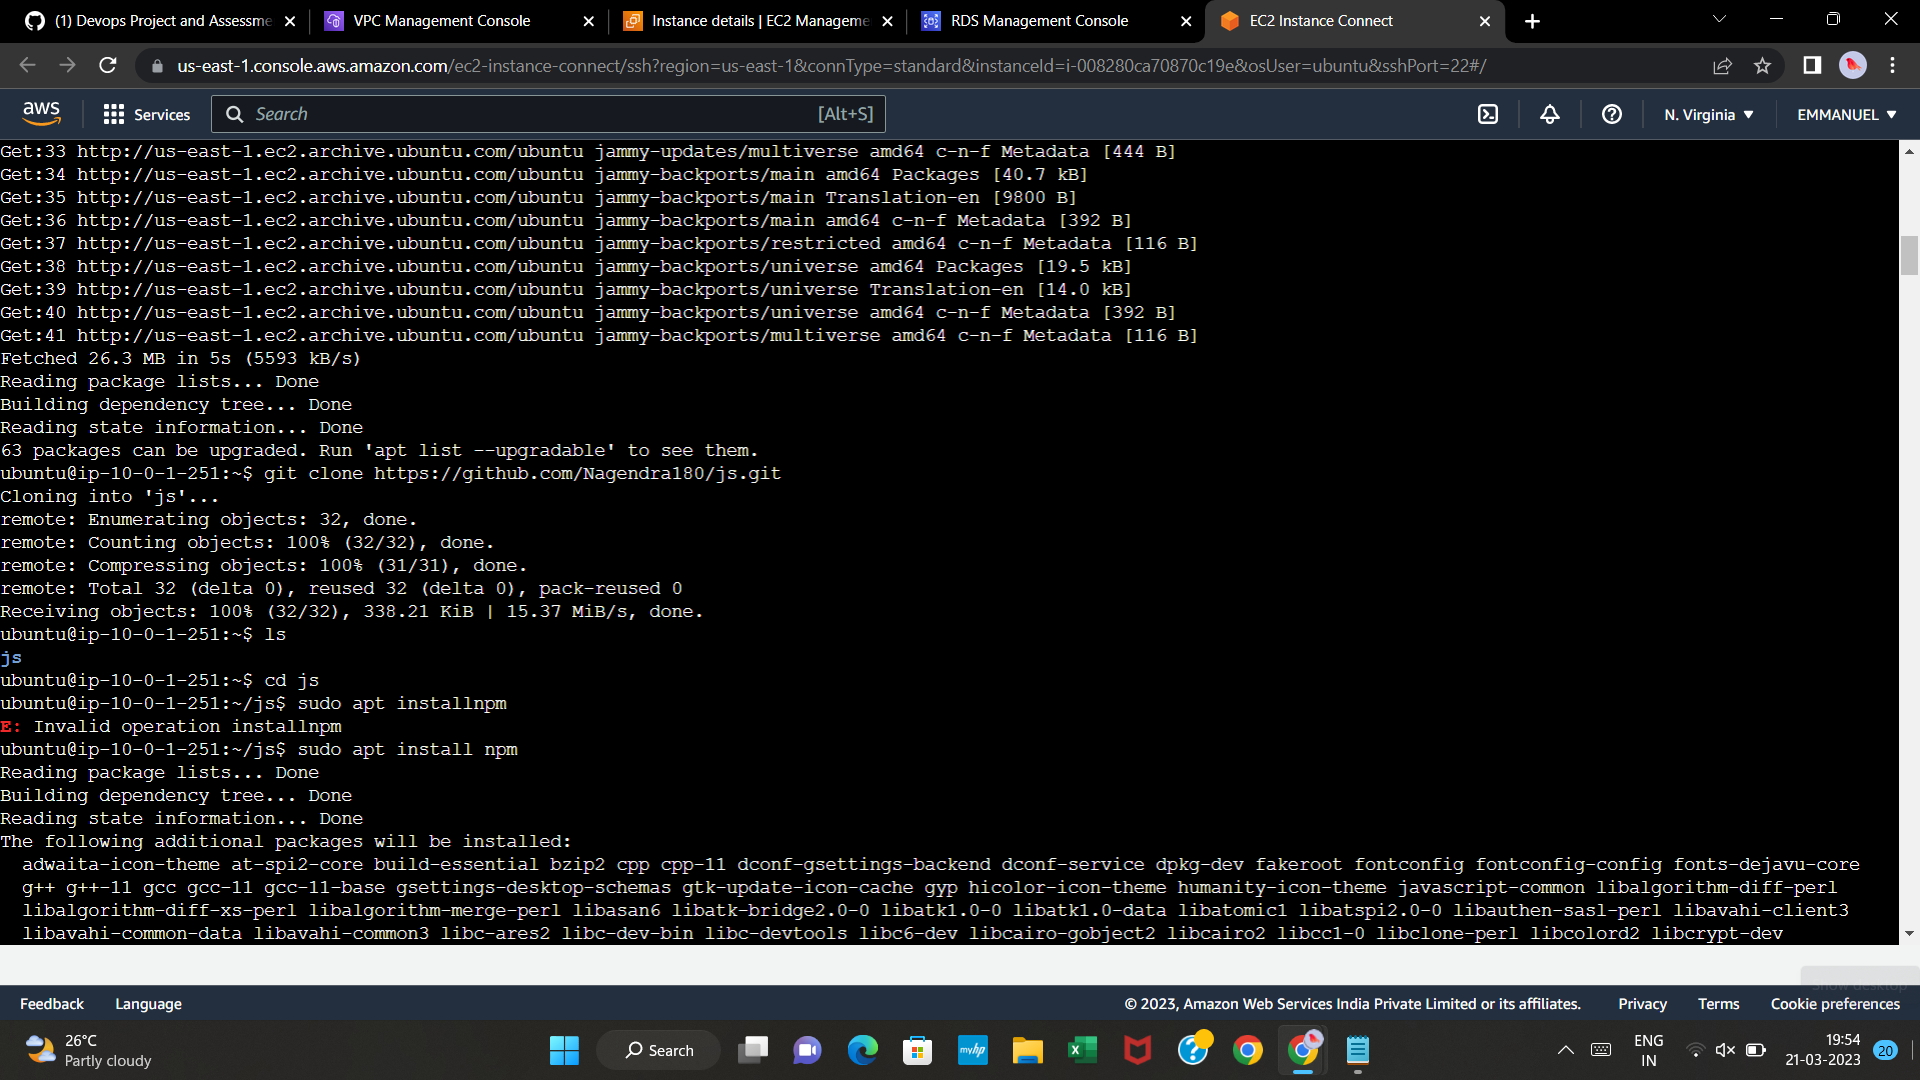 (1) Devops Project and Assessme
VPC Management Console
Instance details | EC2 Manageme
RDS Management Console
EC2 Instance Connect
us-east-1.console.aws.amazon.com/ec2-instance-connect/ssh?region=us-east-1&connType=standard&instanceId=i-008280ca70870c19e&osUser=ubuntu&sshPort=22#/
aws
Services
Search
[Alt+S]
N. Virginia
EMMANUEL
Get:33 http://us-east-1.ec2.archive.ubuntu.com/ubuntu jammy-updates/multiverse amd64 c-n-f Metadata [444 B]
Get:34 http://us-east-1.ec2.archive.ubuntu.com/ubuntu jammy-backports/main amd64 Packages [40.7 kB]
Get:35 http://us-east-1.ec2.archive.ubuntu.com/ubuntu jammy-backports/main Translation-en [9800 B]
Get:36 http://us-east-1.ec2.archive.ubuntu.com/ubuntu jammy-backports/main amd64 c-n-f Metadata [392 B]
Get:37 http://us-east-1.ec2.archive.ubuntu.com/ubuntu jammy-backports/restricted amd64 c-n-f Metadata [116 B]
Get:38 http://us-east-1.ec2.archive.ubuntu.com/ubuntu jammy-backports/universe amd64 Packages [19.5 kB]
Get:39 http://us-east-1.ec2.archive.ubuntu.com/ubuntu jammy-backports/universe Translation-en [14.0 kB]
Get:40 http://us-east-1.ec2.archive.ubuntu.com/ubuntu jammy-backports/universe amd64 c-n-f Metadata [392 B]
Get:41 http://us-east-1.ec2.archive.ubuntu.com/ubuntu jammy-backports/multiverse amd64 c-n-f Metadata [116 B]
Fetched 26.3 MB in 5s (5593 kB/s)
Reading package lists... Done
Building dependency tree... Done
Reading state information... Done
63 packages can be upgraded. Run 'apt list --upgradable' to see them.
ubuntu@ip-10-0-1-251:~$ git clone https://github.com/Nagendra180/js.git
Cloning into 'js'...
remote: Enumerating objects: 32, done.
remote: Counting objects: 100% (32/32), done.
remote: Compressing objects: 100% (31/31), done.
remote: Total 32 (delta 0), reused 32 (delta 0), pack-reused 0
Receiving objects: 100% (32/32), 338.21 KiB | 15.37 MiB/s, done.
ubuntu@ip-10-0-1-251:~$ ls
js
ubuntu@ip-10-0-1-251:~$ cd js
ubuntu@ip-10-0-1-251:~/js$ sudo apt installnpm
E: Invalid operation installnpm
ubuntu@ip-10-0-1-251:~/js$ sudo apt install npm
Reading package lists... Done
Building dependency tree... Done
Reading state information... Done
The following additional packages will be installed:
adwaita-icon-theme at-spi2-core build-essential bzip2 cpp cpp-11 dconf-gsettings-backend dconf-service dpkg-dev fakeroot fontconfig fontconfig-config fonts-dejavu-core
g++ g++-11 gcc gcc-11 gcc-11-base gsettings-desktop-schemas gtk-update-icon-cache gyp hicolor-icon-theme humanity-icon-theme javascript-common libalgorithm-diff-perl
libalgorithm-diff-xs-perl libalgorithm-merge-perl libasan6 libatk-bridge2.0-0 libatk1.0-0 libatk1.0-data libatomic1 libatspi2.0-0 libauthen-sasl-perl libavahi-client3
libavahi-common-data libavahi-common3 libc-ares2 libc-dev-bin libc-devtools libc6-dev libcairo-gobject2 libcairo2 libcc1-0 libclone-perl libcolord2 libcrypt-dev
Show desktop
Feedback
Language
© 2023, Amazon Web Services India Private Limited or its affiliates.
Privacy
Terms
Cookie preferences
26°C
Partly cloudy
Search
myhp
ENG
IN
19:54
21-03-2023
20